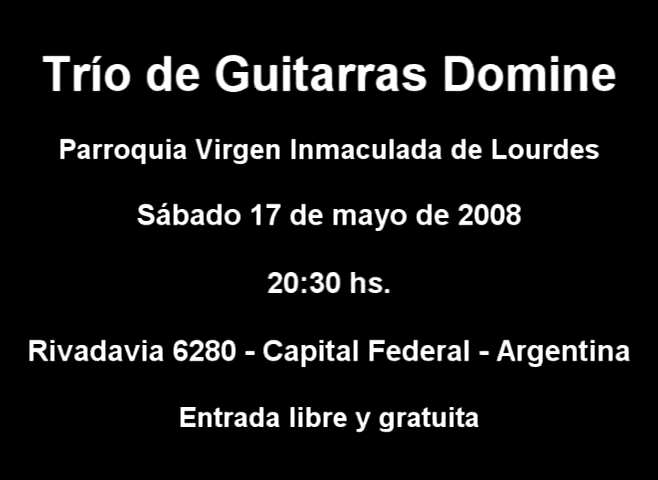 Trío de Guitarras Domine
Parroquia Virgen Inmaculada de Lourdes
Sábado 17 de mayo de 2008
20:30 hs.
Rivadavia 6280 - Capital Federal - Argentina
Entrada libre y gratuita